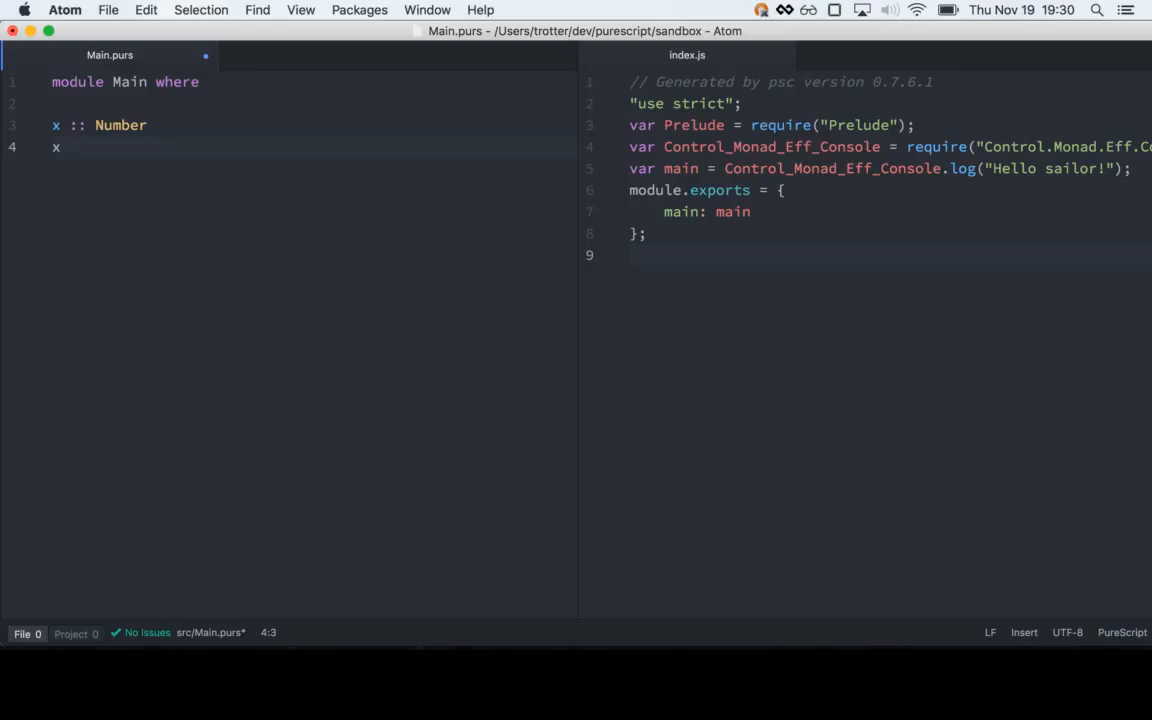 Atom File Edit Selection Find View Packages Window Help Thu Nov 19 19:30
Main.purs - /Users/trotter/dev/purescript/sandbox - Atom
Main.purs
1 module Main where
2
3 x :: Number
4 x
index.js
1 // Generated by psc version 0.7.6.1
2 "use strict";
3 var Prelude = require("Prelude");
4 var Control_Monad_Eff_Console = require("Control.Monad.Eff.Co
5 var main = Control_Monad_Eff_Console.log("Hello sailor!");
6 module.exports = {
7 main: main
8 };
9
File 0 Project 0 No Issues src/Main.purs* 4:3 LF Insert UTF-8 PureScript